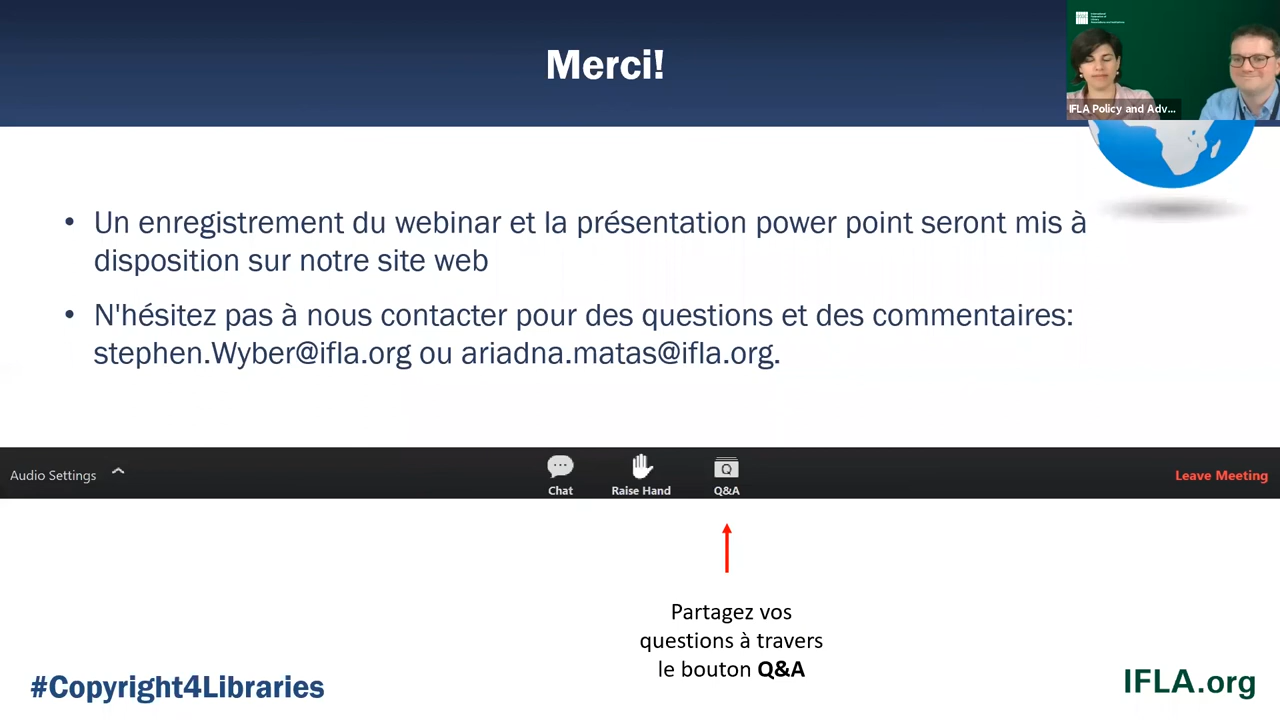 Merci!
IFLA Policy and Adv...
• Un enregistrement du webinar et la présentation power point seront mis à
disposition sur notre site web
• N'hésitez pas à nous contacter pour des questions et des commentaires:
stephen.Wyber@ifla.org ou ariadna.matas@ifla.org.
Audio Settings
Chat
Raise Hand
Q
Q&A
Leave Meeting
Partagez vos
questions à travers
le bouton Q&A
#Copyright4Libraries
IFLA.org